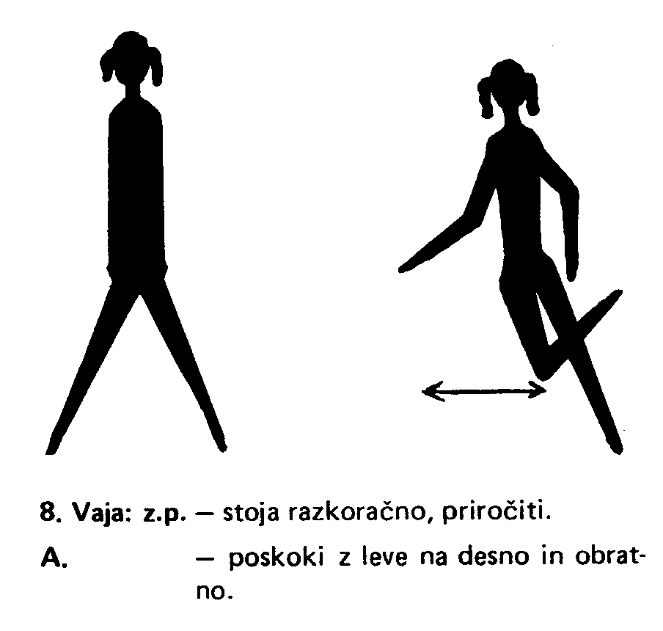 8. Vaja: z.p. — stoja razkoračno, priročiti.
A. — poskoki z leve na desno in obrat-
no.